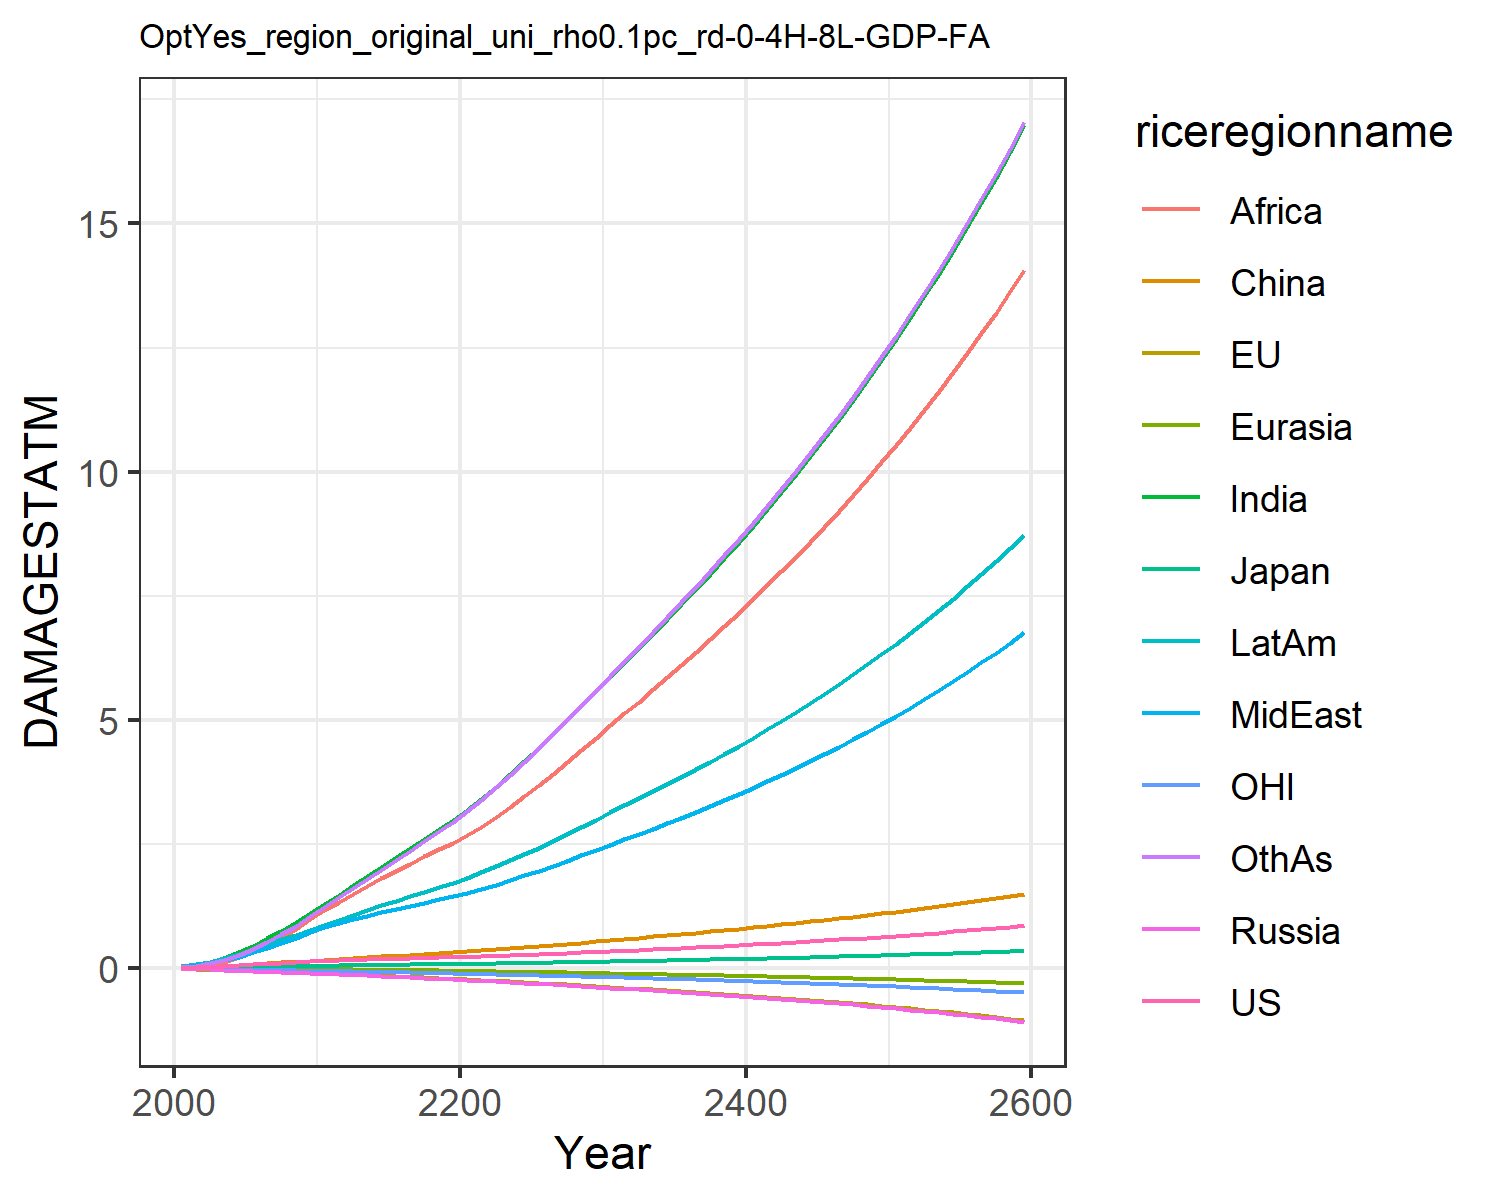 OptYes_region_original_uni_rho0.1pc_rd-0-4H-8L-GDP-FA
DAMAGESTATM
15
10
5
0
2000
2200
2400
2600
Year
riceregionname
Africa
China
EU
Eurasia
India
Japan
LatAm
MidEast
OHI
OthAs
Russia
US